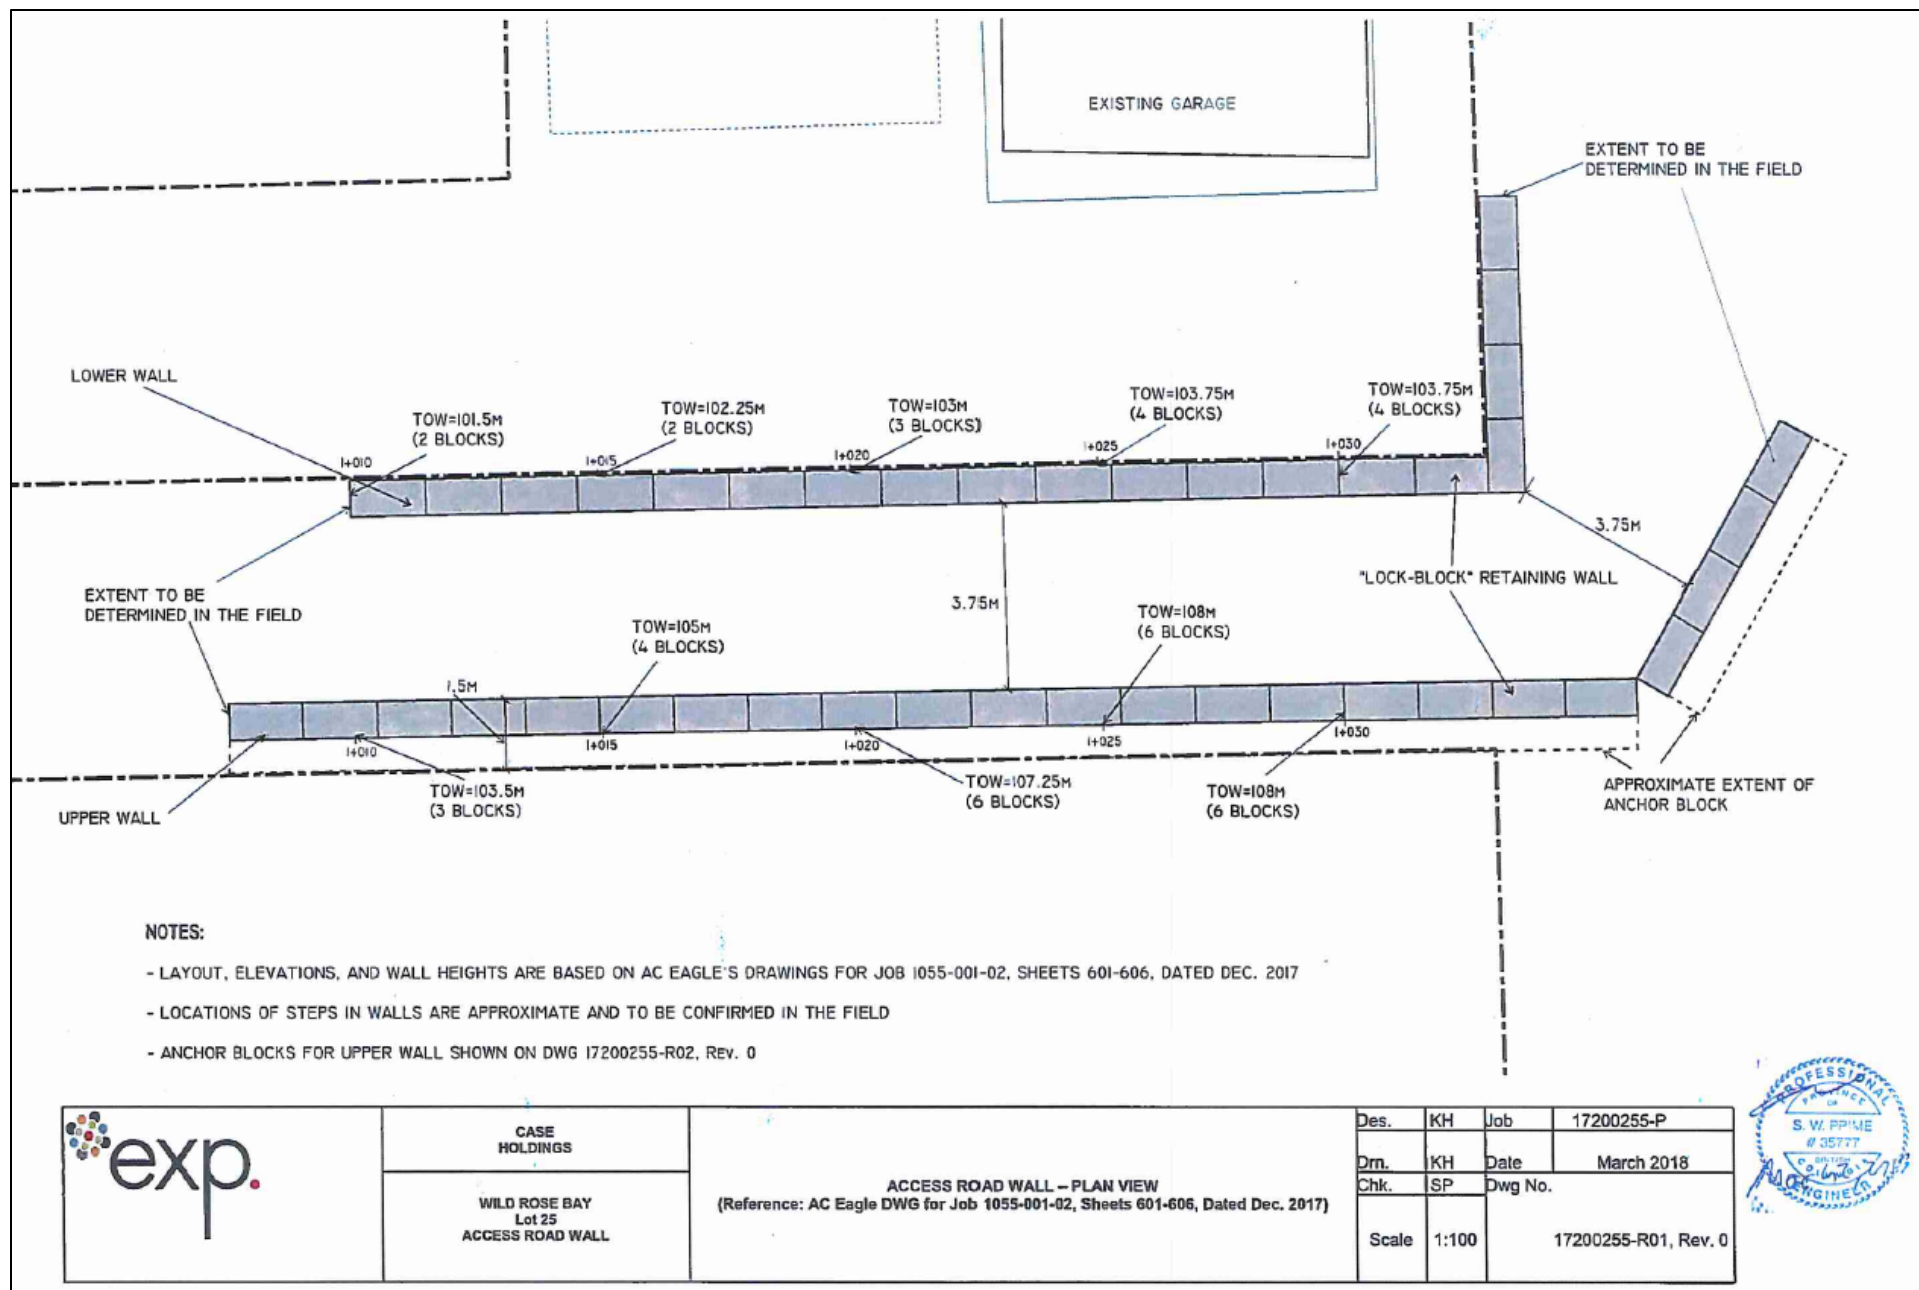 EXISTING GARAGE
EXTENT TO BE
DETERMINED IN THE FIELD
LOWER WALL
TOW=101.5M
(2 BLOCKS)
TOW=102.25M
(2 BLOCKS)
TOW=103M
(3 BLOCKS)
TOW=103.75M
(4 BLOCKS)
TOW=103.75M
(4 BLOCKS)
1+010
1+015
1+020
1+025
1+030
3.75M
EXTENT TO BE
DETERMINED IN THE FIELD
3.75M
"LOCK-BLOCK" RETAINING WALL
TOW=105M
(4 BLOCKS)
TOW=108M
(6 BLOCKS)
1.5M
1+010
1+015
1+020
1+025
1+030
UPPER WALL
TOW=103.5M
(3 BLOCKS)
TOW=107.25M
(6 BLOCKS)
TOW=108M
(6 BLOCKS)
APPROXIMATE EXTENT OF
ANCHOR BLOCK
NOTES:
- LAYOUT, ELEVATIONS, AND WALL HEIGHTS ARE BASED ON AC EAGLE'S DRAWINGS FOR JOB 1055-001-02, SHEETS 601-606, DATED DEC. 2017
- LOCATIONS OF STEPS IN WALLS ARE APPROXIMATE AND TO BE CONFIRMED IN THE FIELD
- ANCHOR BLOCKS FOR UPPER WALL SHOWN ON DWG 17200255-R02, REV. 0
exp.
CASE
HOLDINGS
WILD ROSE BAY
Lot 25
ACCESS ROAD WALL
ACCESS ROAD WALL – PLAN VIEW
(Reference: AC Eagle DWG for Job 1055-001-02, Sheets 601-606, Dated Dec. 2017)
Des. KH Job 17200255-P
Drn. KH Date March 2018
Chk. SP Dwg No.
Scale 1:100 17200255-R01, Rev. 0
PROFESSIONAL
PROVINCE
OF
S. W. PRIME
# 35777
ENGINEER